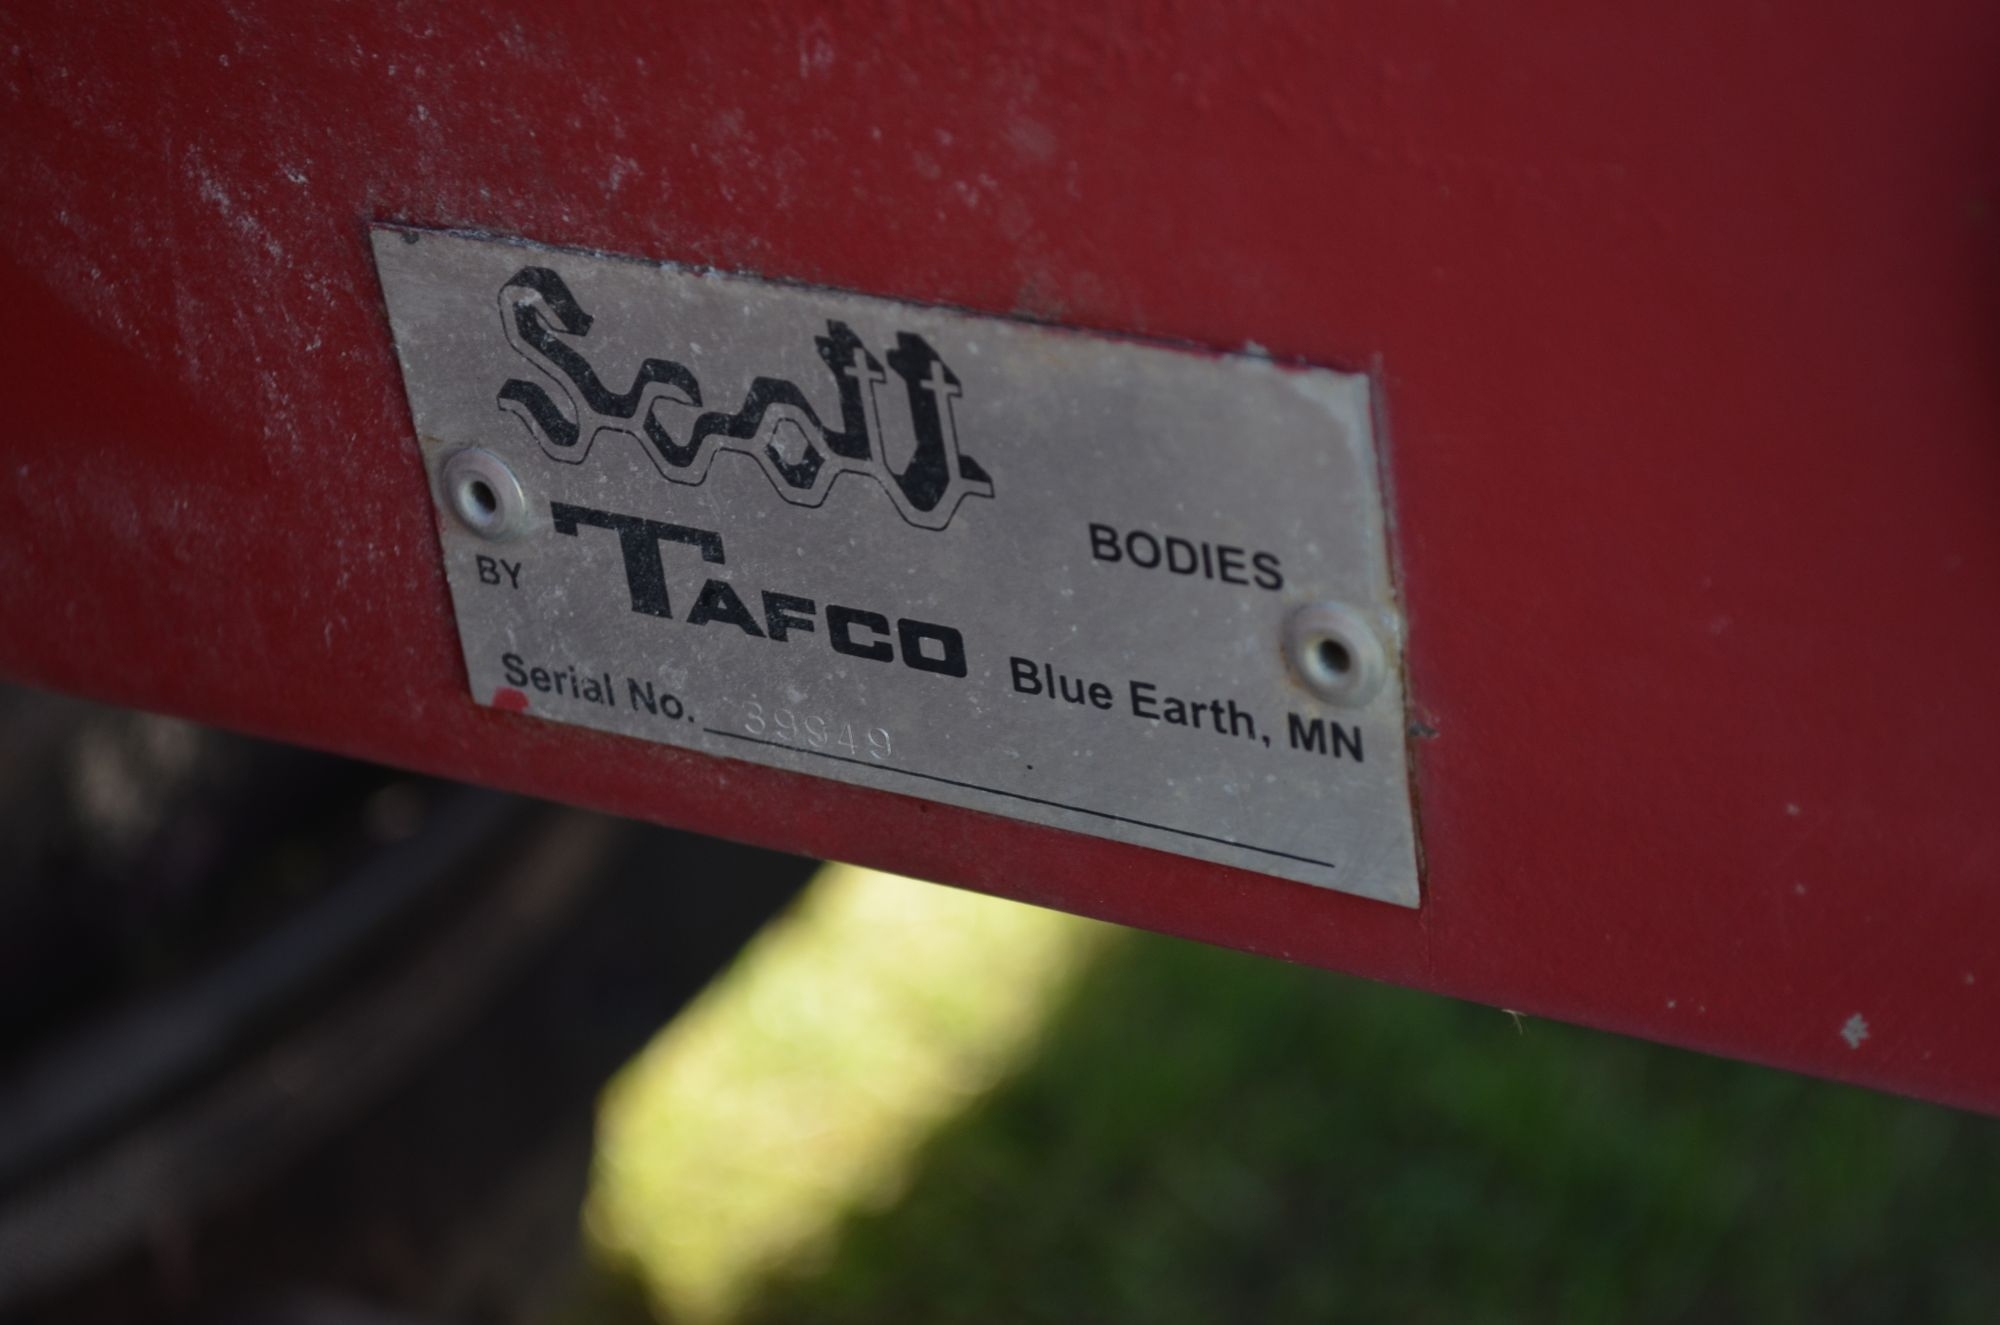 Scott
BODIES
BY TAFCO Blue Earth, MN
Serial No. 39949